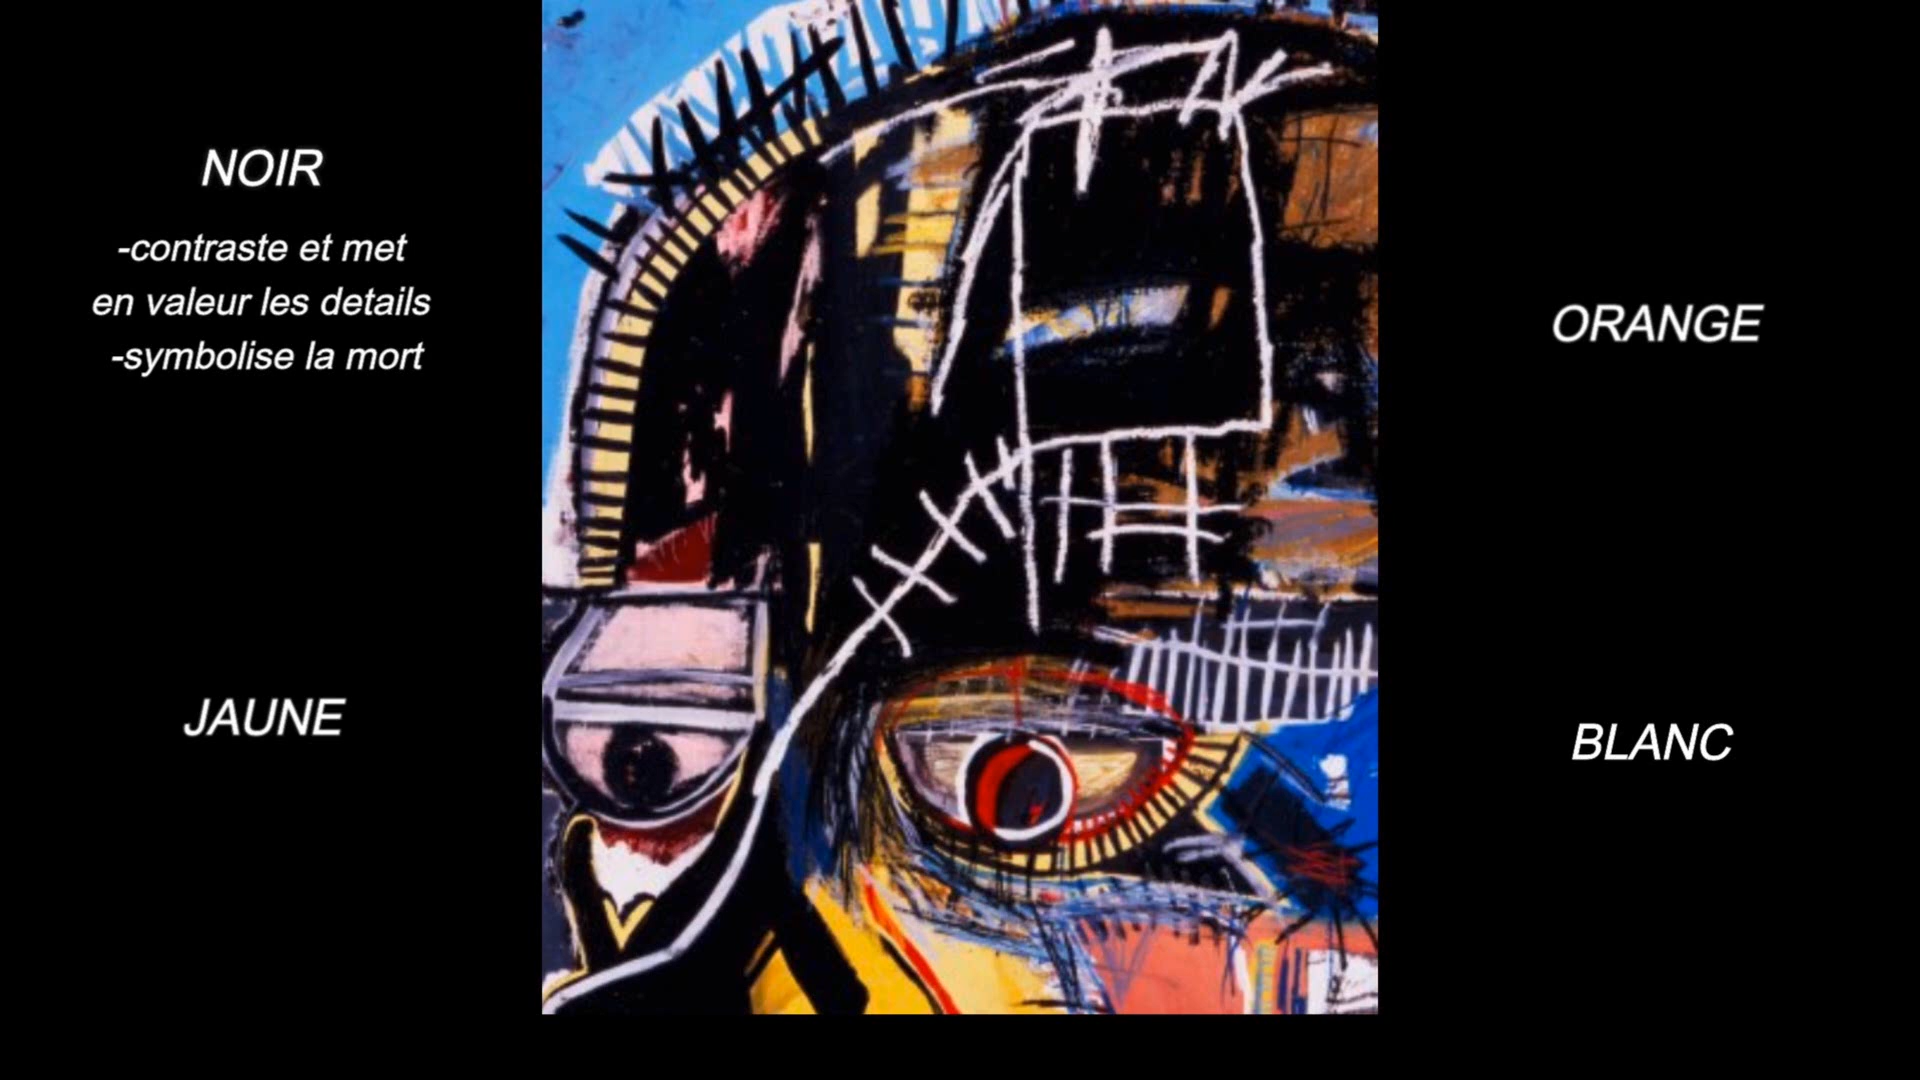 NOIR
-contraste et met
en valeur les details
-symbolise la mort
JAUNE
ORANGE
BLANC